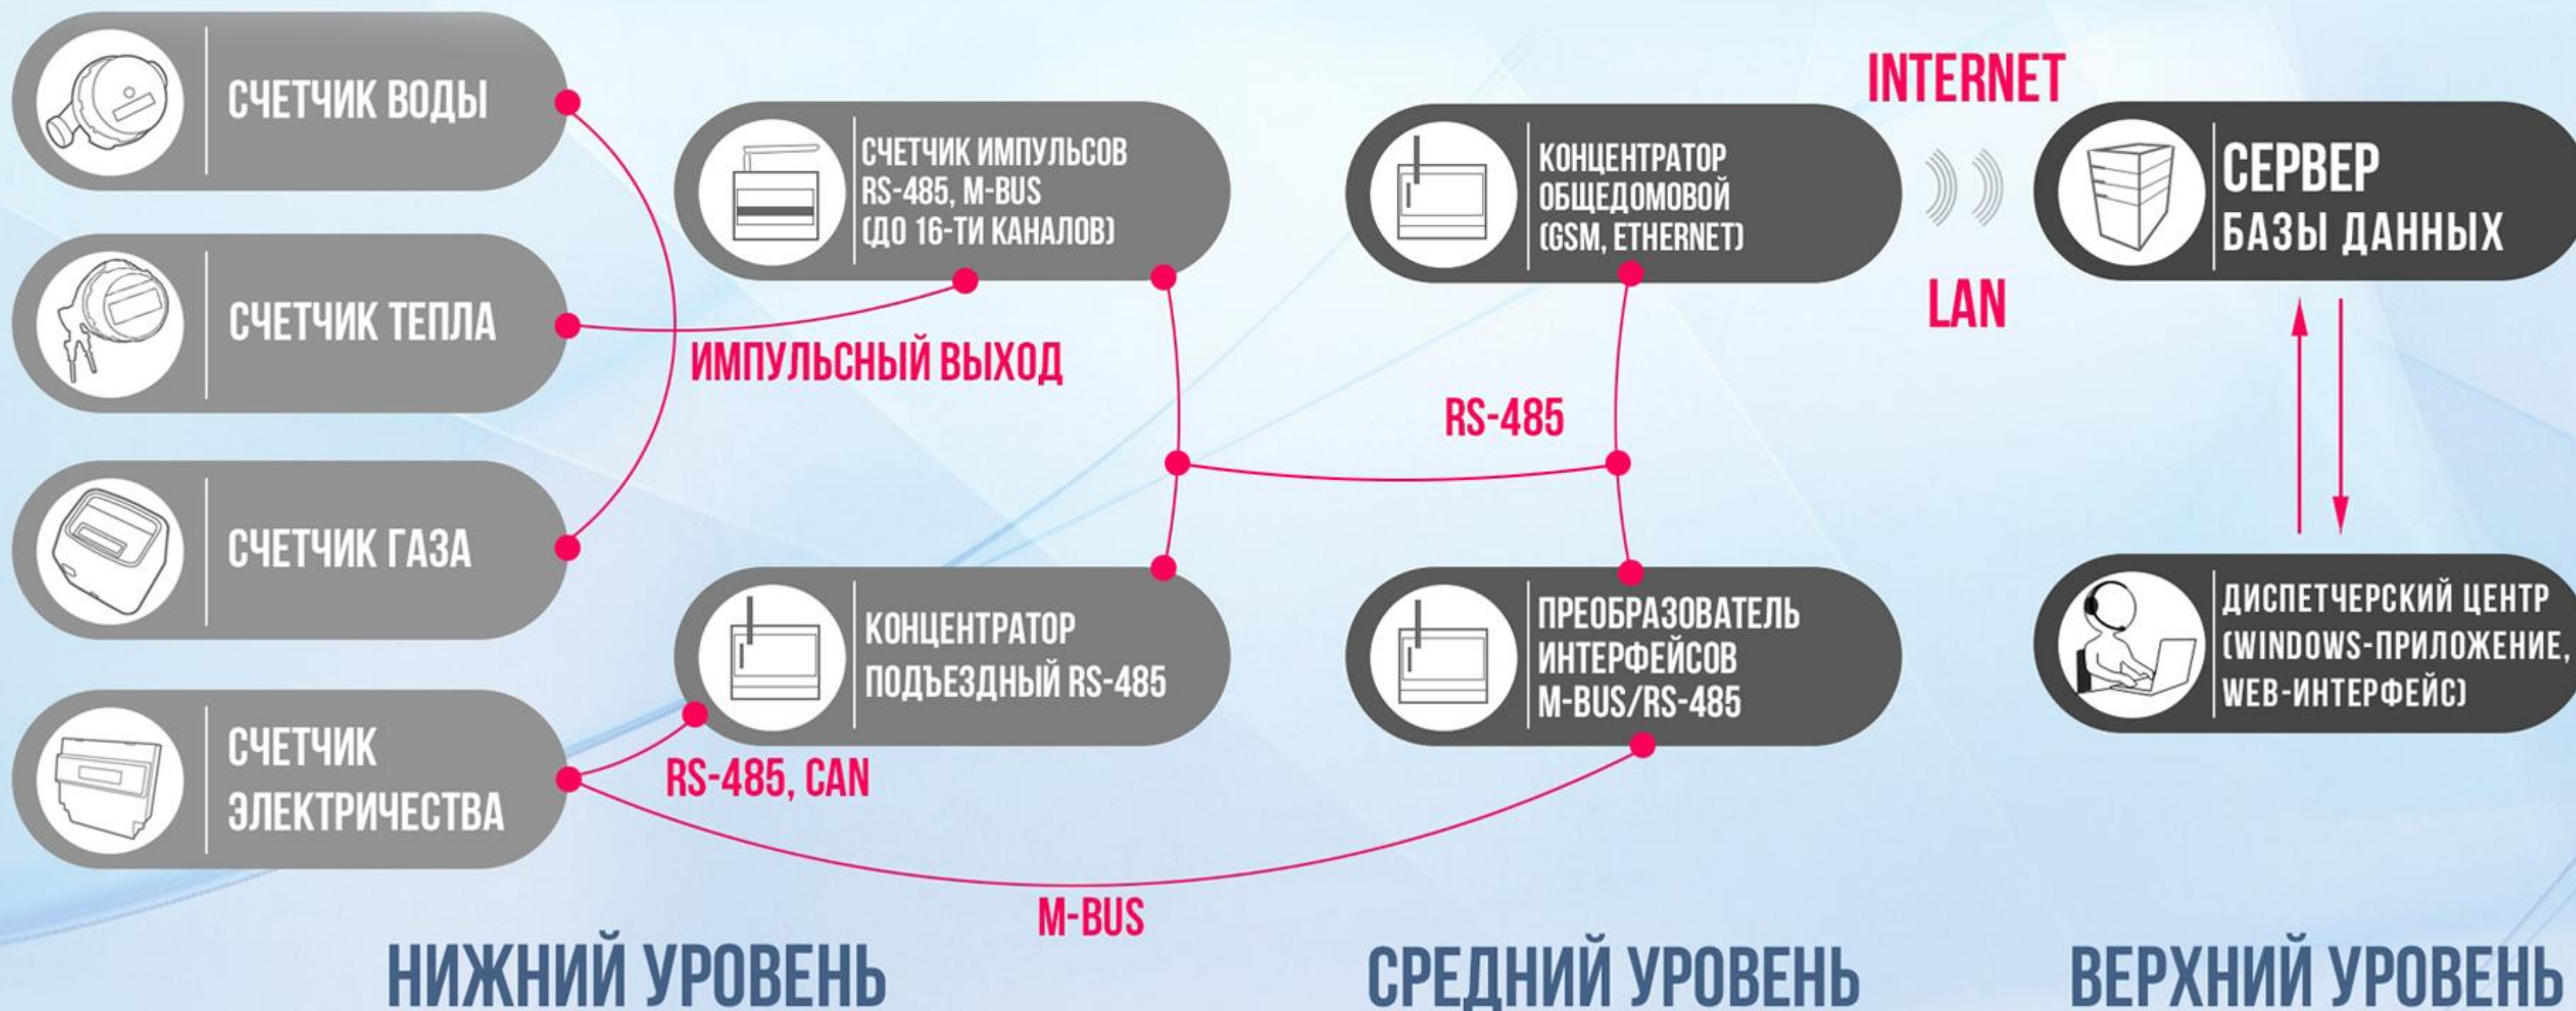 СЧЕТЧИК ВОДЫ
СЧЕТЧИК ТЕПЛА
СЧЕТЧИК ГАЗА
СЧЕТЧИК
ЭЛЕКТРИЧЕСТВА
СЧЕТЧИК ИМПУЛЬСОВ
RS-485, M-BUS
(ДО 16-ТИ КАНАЛОВ)
ИМПУЛЬСНЫЙ ВЫХОД
КОНЦЕНТРАТОР
ПОДЪЕЗДНЫЙ RS-485
RS-485, CAN
M-BUS
RS-485
КОНЦЕНТРАТОР
ОБЩЕДОМОВОЙ
(GSM, ETHERNET)
ПРЕОБРАЗОВАТЕЛЬ
ИНТЕРФЕЙСОВ
M-BUS/RS-485
INTERNET
LAN
СЕРВЕР
БАЗЫ ДАННЫХ
ДИСПЕТЧЕРСКИЙ ЦЕНТР
(WINDOWS-ПРИЛОЖЕНИЕ,
WEB-ИНТЕРФЕЙС)
НИЖНИЙ УРОВЕНЬ
СРЕДНИЙ УРОВЕНЬ
ВЕРХНИЙ УРОВЕНЬ